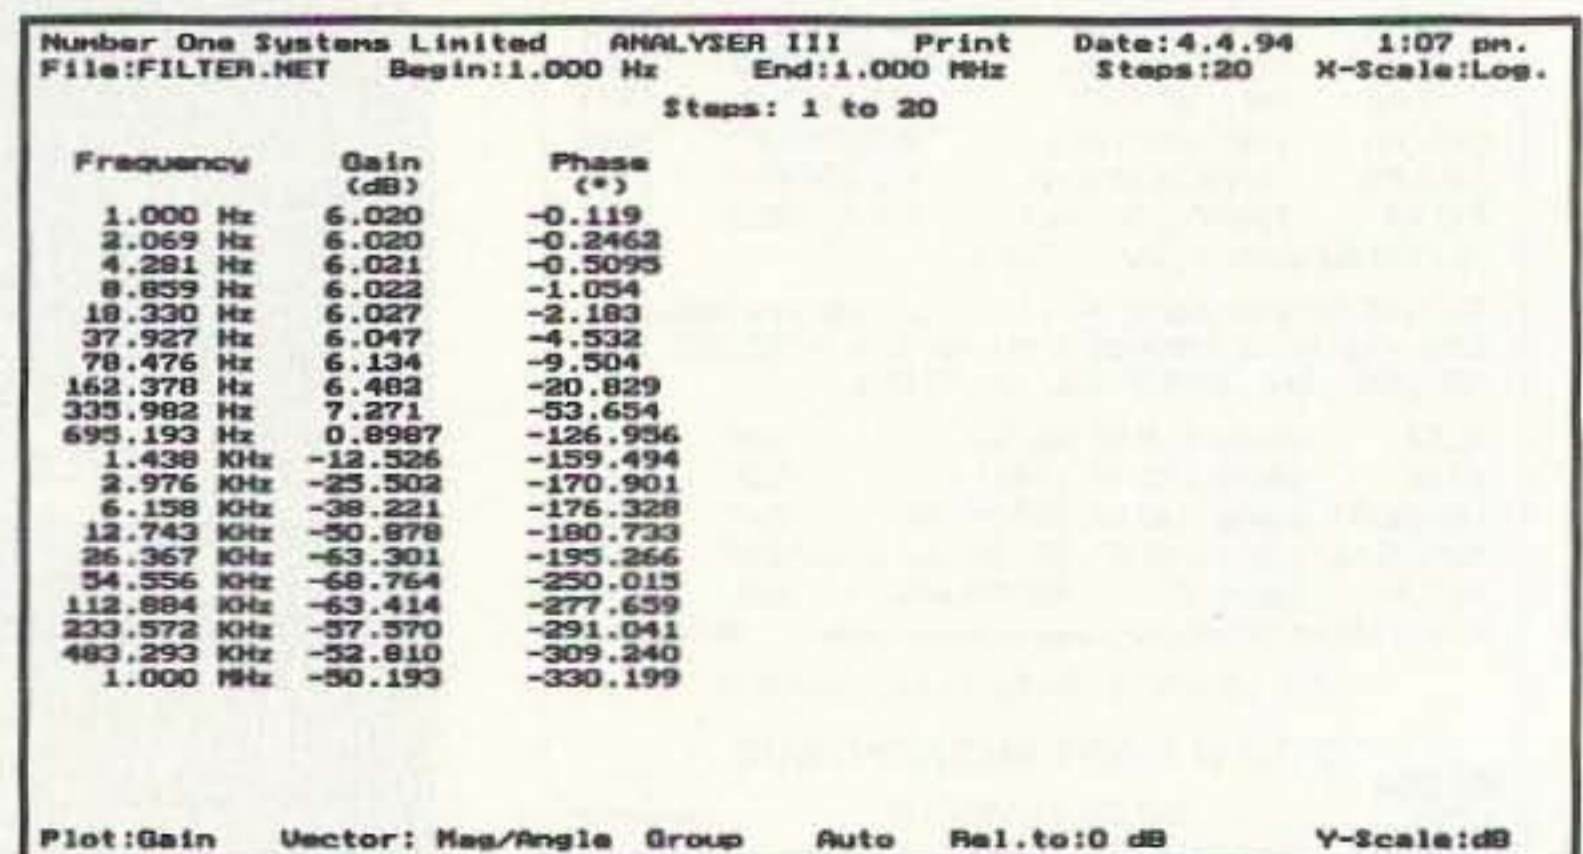 Number One Systems Limited ANALYSER III Print Date:4.4.94 1:07 pm.
File:FILTER.NET Begin:1.000 Hz End:1.000 MHz Steps:20 X-Scale:Log.
Steps: 1 to 20
Frequency Gain Phase
(dB) (°)
1.000 Hz 6.020 -0.119
2.069 Hz 6.020 -0.2462
4.281 Hz 6.021 -0.5095
8.859 Hz 6.022 -1.054
18.330 Hz 6.027 -2.183
37.927 Hz 6.047 -4.532
78.476 Hz 6.134 -9.504
162.378 Hz 6.482 -20.829
335.982 Hz 7.271 -53.654
695.193 Hz 0.8987 -126.956
1.438 KHz -12.526 -159.494
2.976 KHz -25.502 -170.901
6.158 KHz -38.221 -176.328
12.743 KHz -50.878 -180.733
26.367 KHz -63.301 -195.266
54.556 KHz -68.764 -250.015
112.884 KHz -63.414 -277.659
233.572 KHz -57.570 -291.041
483.293 KHz -52.810 -309.240
1.000 MHz -50.193 -330.199
Plot:Gain Vector: Mag/Angle Group Auto Rel.to:0 dB Y-Scale:dB